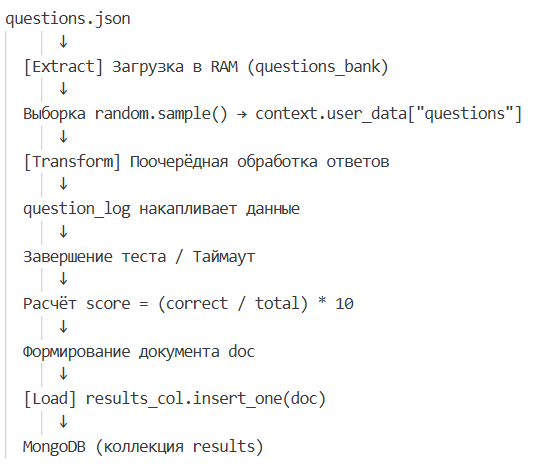 questions.json
↓
[Extract] Загрузка в RAM (questions_bank)
↓
Выборка random.sample() → context.user_data["questions"]
↓
[Transform] Поочерёдная обработка ответов
↓
question_log накапливает данные
↓
Завершение теста / Таймаут
↓
Расчёт score = (correct / total) * 10
↓
Формирование документа doc
↓
[Load] results_col.insert_one(doc)
↓
MongoDB (коллекция results)